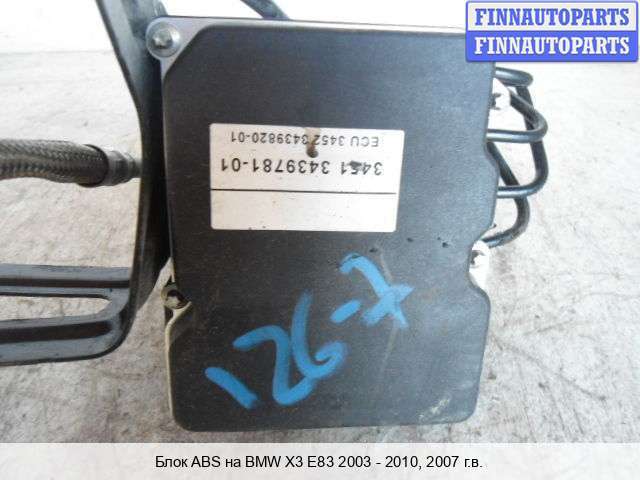 FINNAUTOPARTS
FINNAUTOPARTS
3451 3439781-01
ECU 3452 3439820-01
126-7
Блок ABS на BMW X3 E83 2003 - 2010, 2007 г.в.